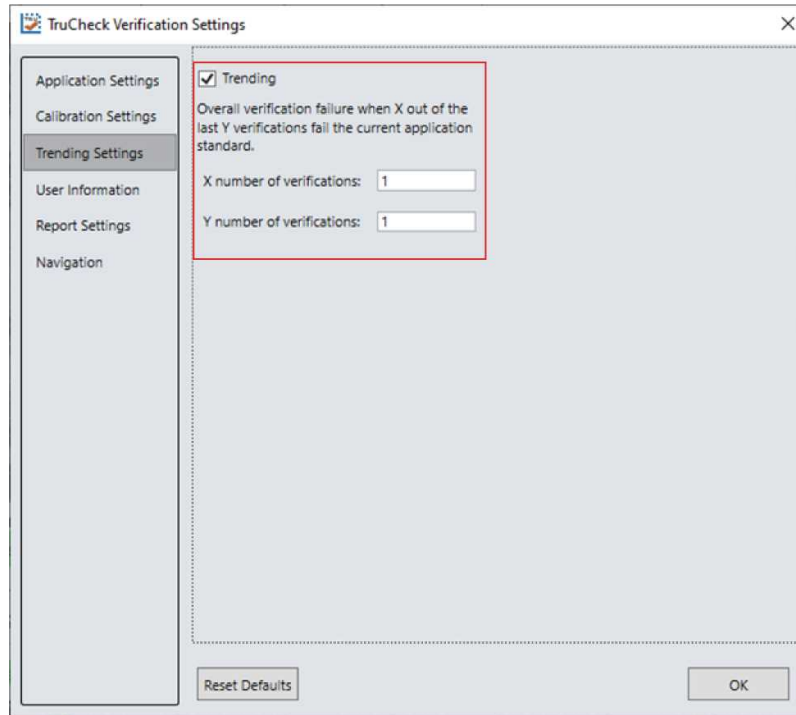 TruCheck Verification Settings
Application Settings
Calibration Settings
Trending Settings
User Information
Report Settings
Navigation
Trending
Overall verification failure when X out of the
last Y verifications fail the current application
standard.
X number of verifications: 1
Y number of verifications: 1
Reset Defaults
OK